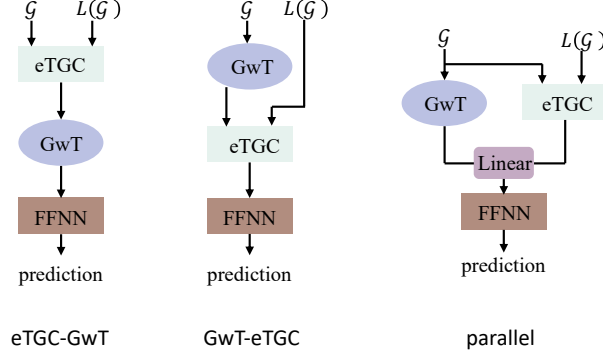 𝒢 L(𝒢)
eTGC
GwT
FFNN
prediction
eTGC-GwT
𝒢 L(𝒢)
GwT
eTGC
FFNN
prediction
GwT-eTGC
𝒢
L(𝒢)
GwT
eTGC
Linear
FFNN
prediction
parallel